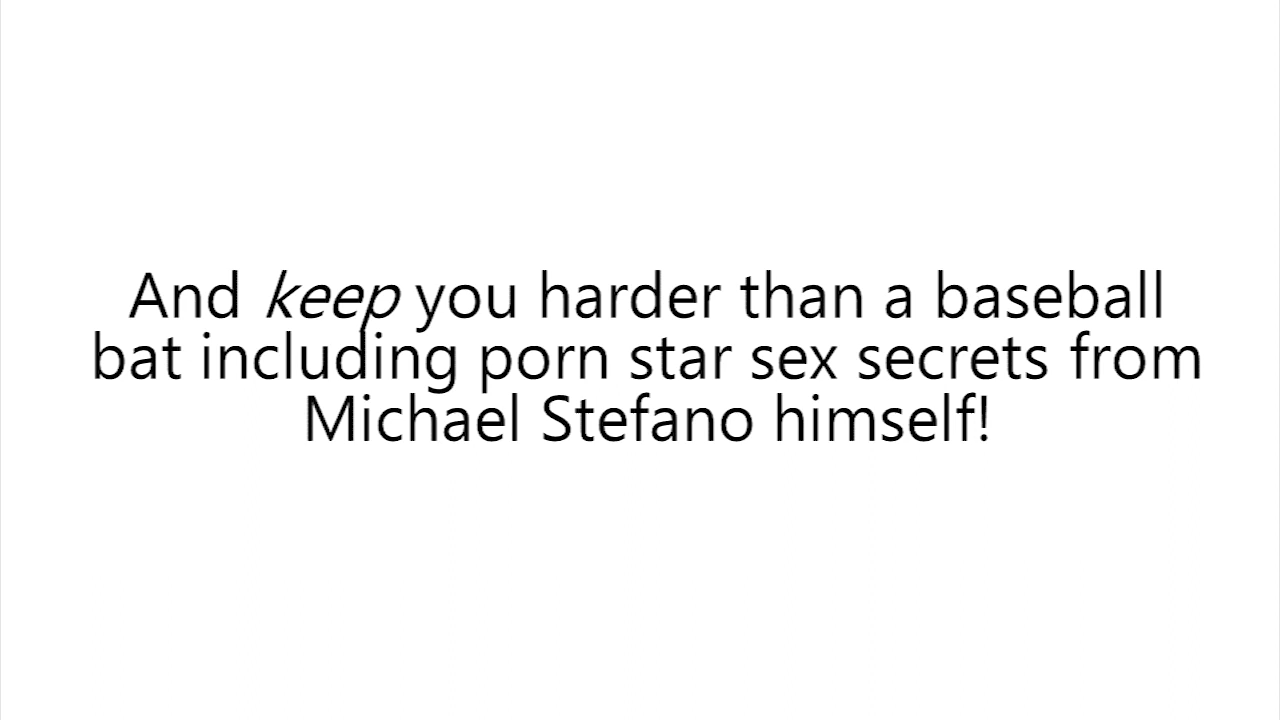 And keep you harder than a baseball
bat including porn star sex secrets from
Michael Stefano himself!